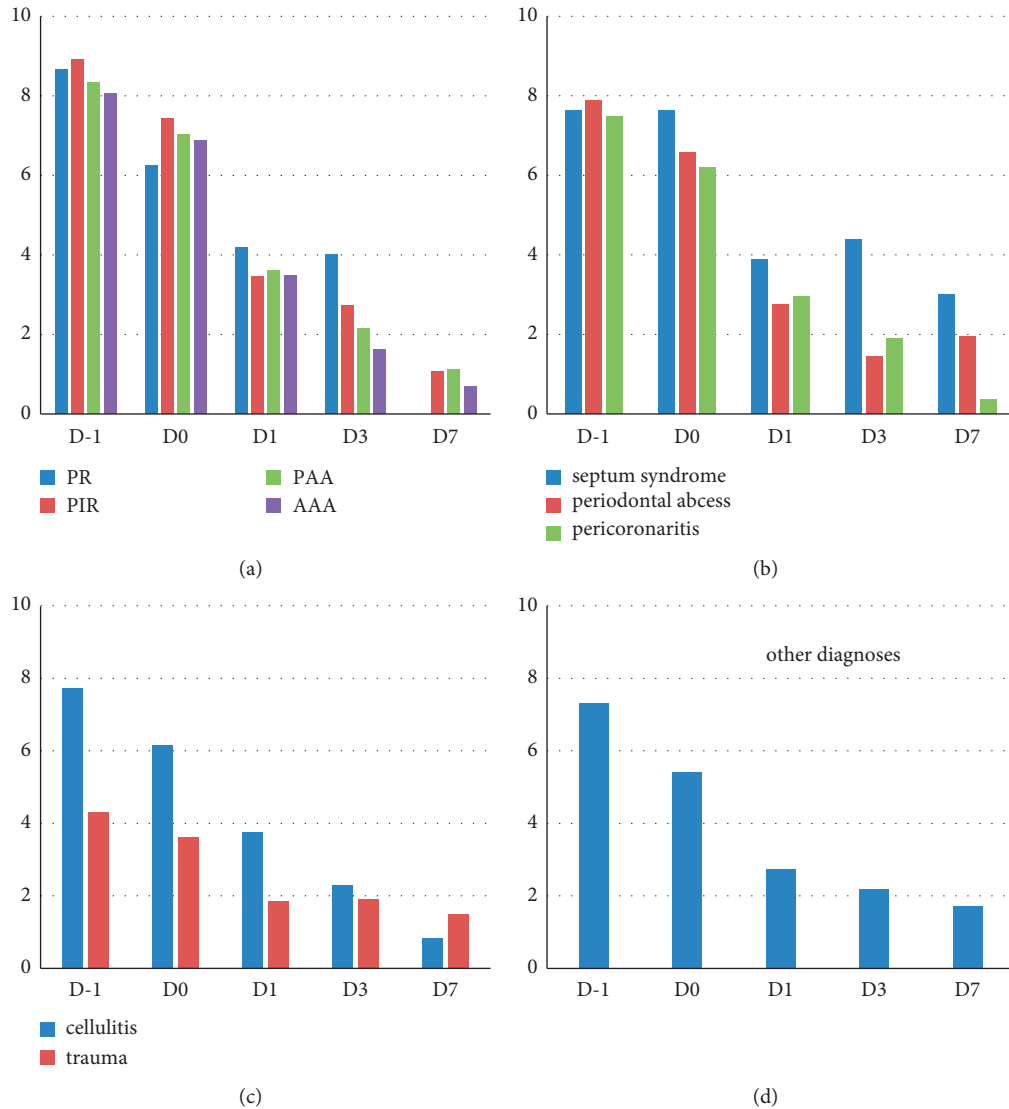 10
8
6
4
2
0
D-1 D0 D1 D3 D7
PR PAA
PIR AAA
(a)
10
8
6
4
2
0
D-1 D0 D1 D3 D7
septum syndrome
periodontal abcess
pericoronaritis
(b)
10
8
6
4
2
0
D-1 D0 D1 D3 D7
cellulitis
trauma
(c)
other diagnoses
10
8
6
4
2
0
D-1 D0 D1 D3 D7
(d)